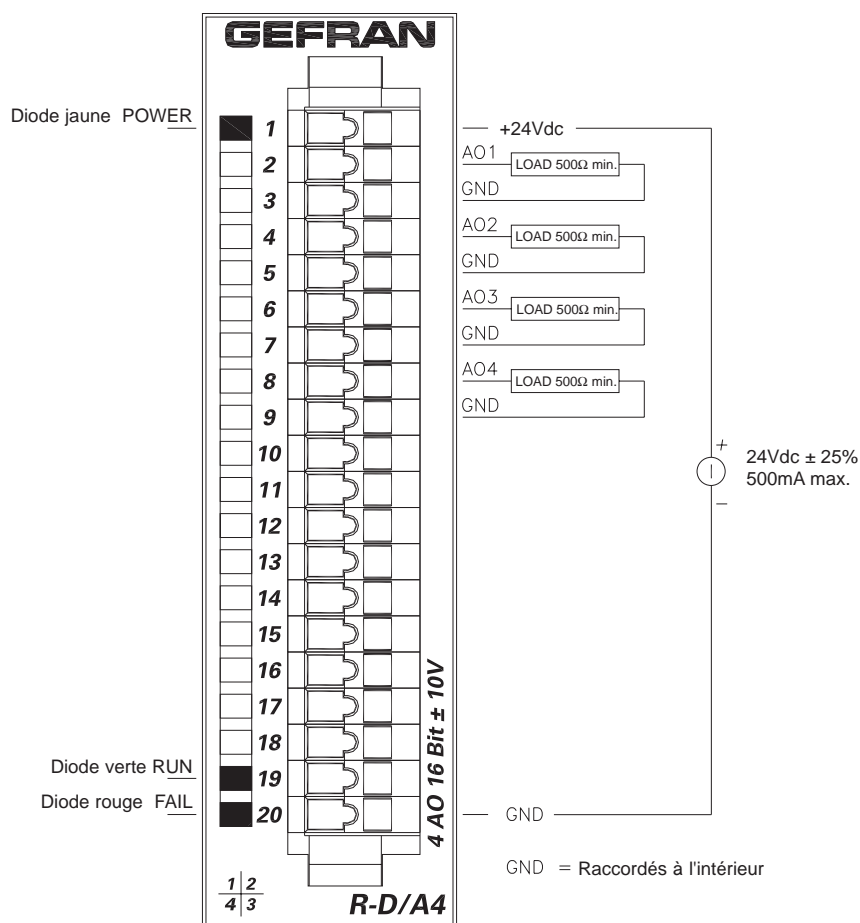 GEFRAN
Diode jaune POWER
1
+24Vdc
2
AO1
LOAD 500Ω min.
3
GND
4
AO2
LOAD 500Ω min.
5
GND
6
AO3
LOAD 500Ω min.
7
GND
8
AO4
LOAD 500Ω min.
9
GND
10
11
12
13
14
15
16
17
18
+
24Vdc ± 25%
500mA max.
–
Diode verte RUN
19
Diode rouge FAIL
20
GND
4 AO 16 Bit ± 10V
GND = Raccordés à l'intérieur
1 2
4 3
R-D/A4